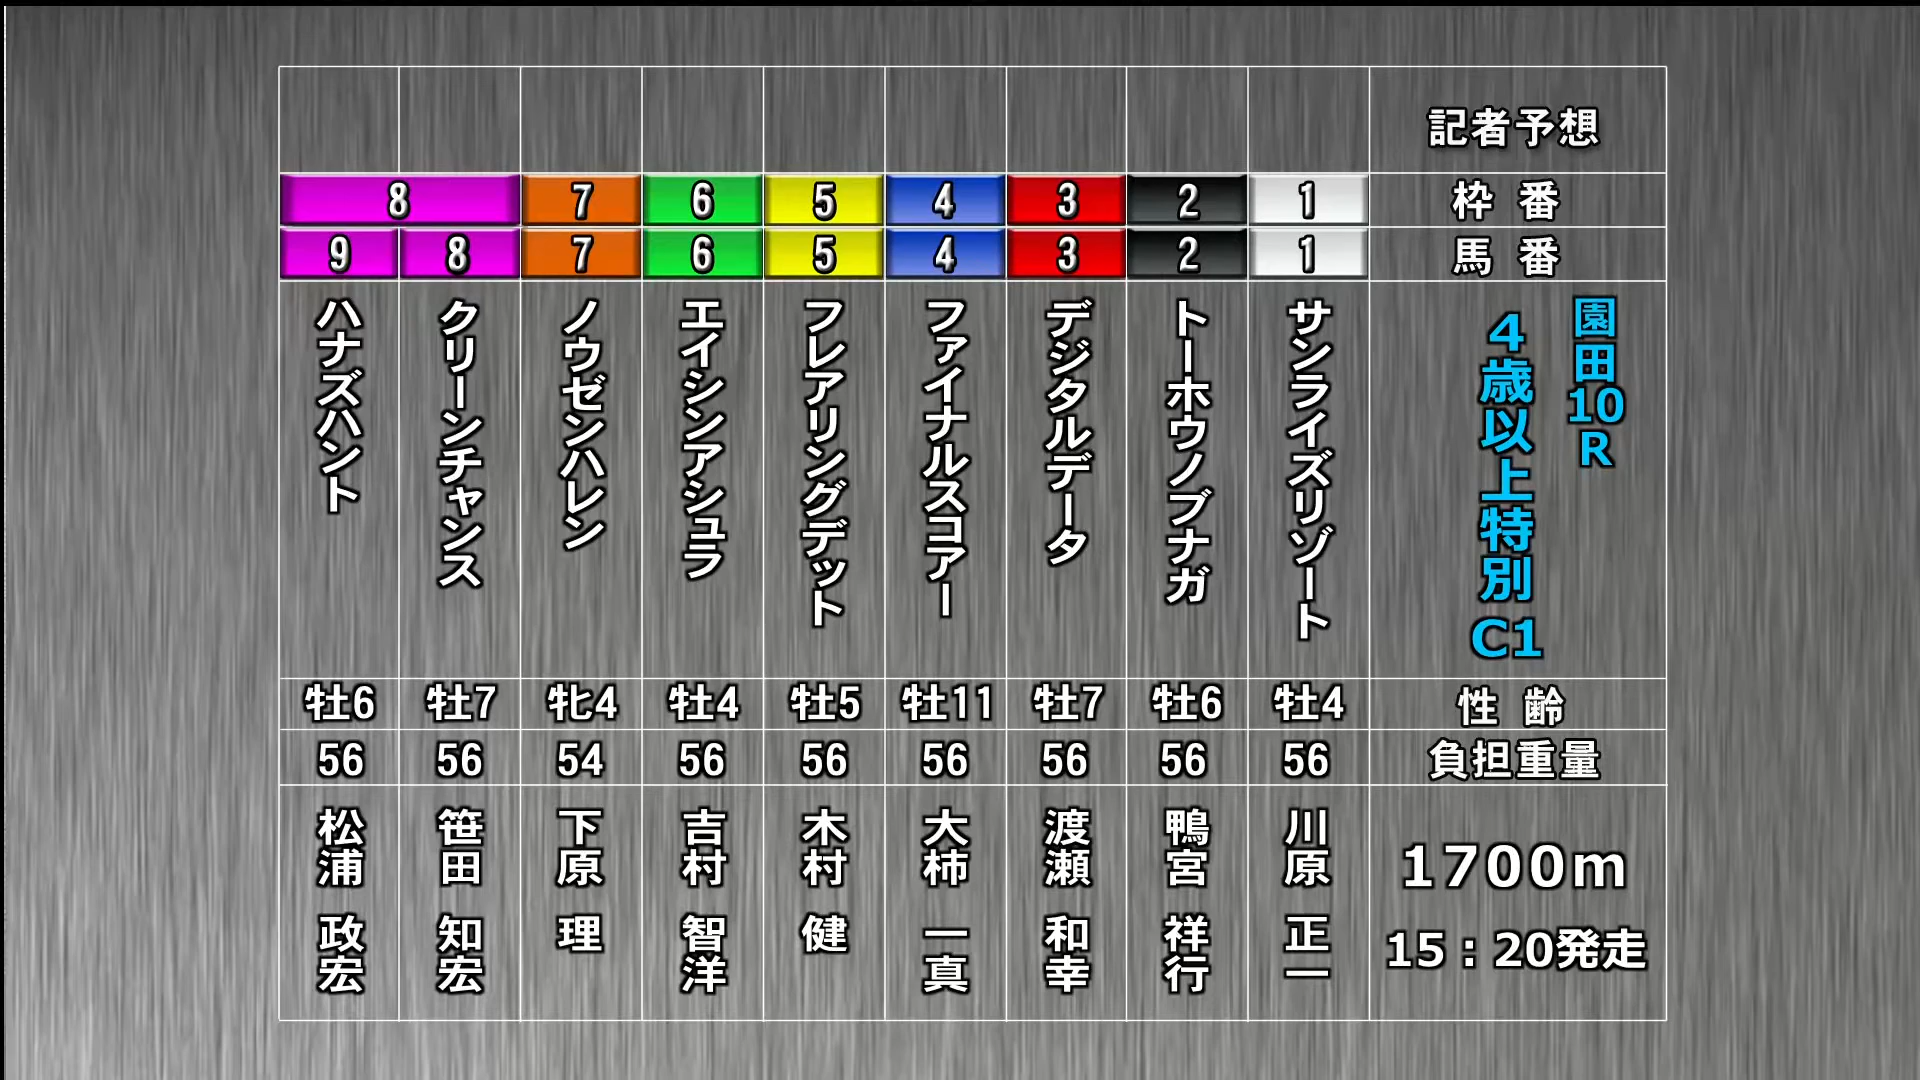 記者予想
枠 番
8 7 6 5 4 3 2 1
馬 番
9 8 7 6 5 4 3 2 1
園田10R
4歳以上特別 C1
サンライズリゾート
トーホウノブナガ
デジタルデータ
ファイナルスコアー
フレアリングデット
エイシンアシュラ
ノウゼンハレン
クリーンチャンス
ハナズハント
性 齢
牡6 牡7 牝4 牡4 牡5 牡11 牡7 牡6 牡4
負担重量
56 56 54 56 56 56 56 56 56
1700m
15：20発走
川原 正一
鴨宮 祥行
渡瀬 和幸
大柿 一真
木村 健
吉村 智洋
下原 理
笹田 知宏
松浦 政宏